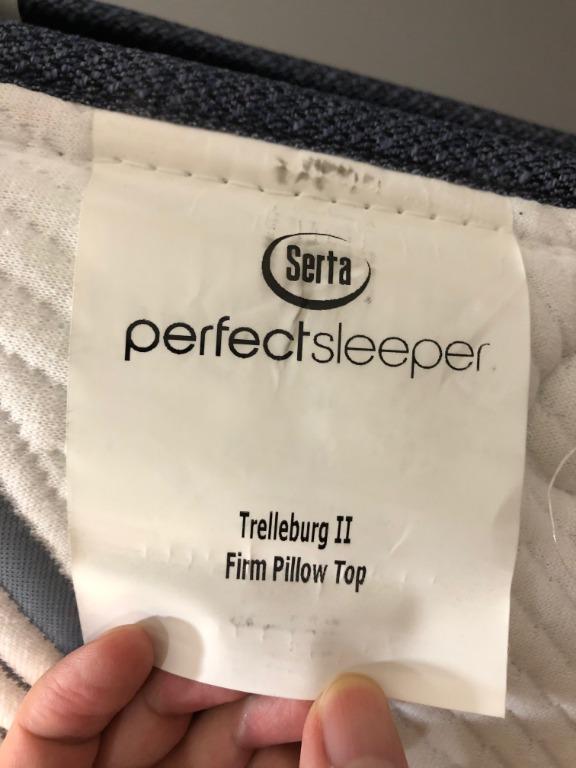 Serta
perfectsleeper
Trelleburg II
Firm Pillow Top